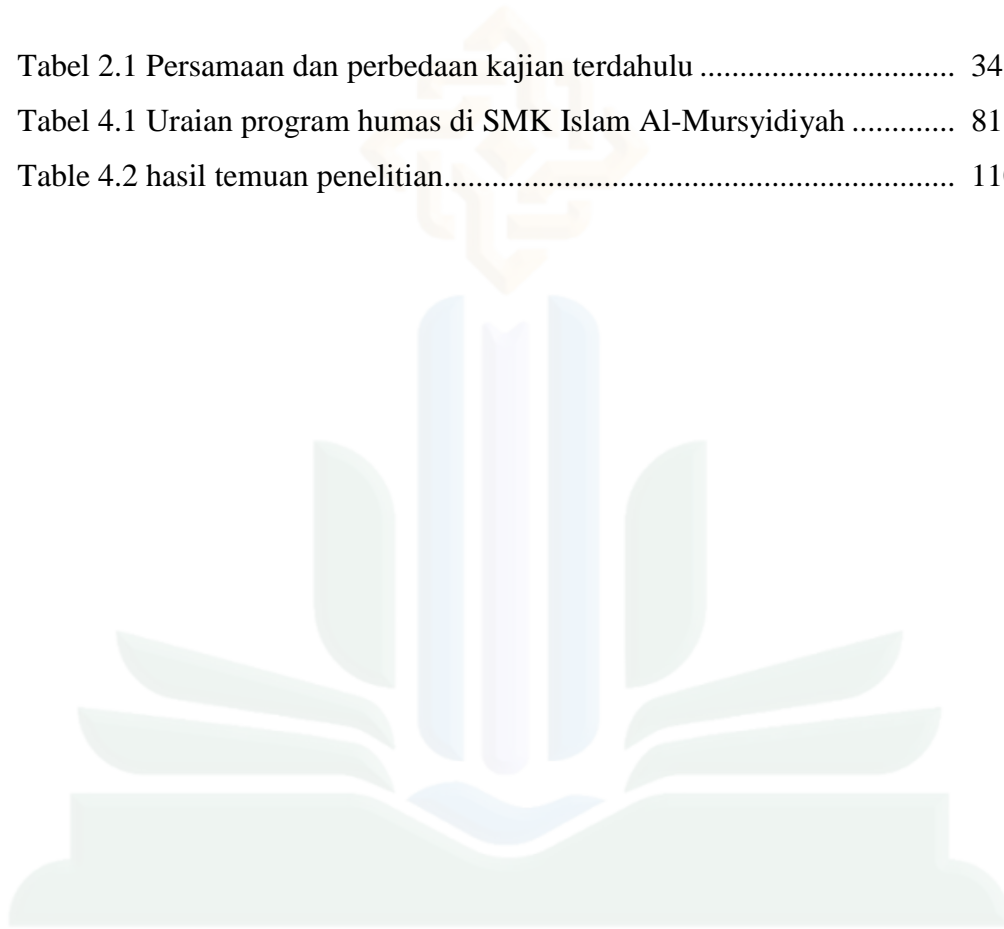 Tabel 2.1 Persamaan dan perbedaan kajian terdahulu ............................... 34
Tabel 4.1 Uraian program humas di SMK Islam Al-Mursyidiyah ............. 81
Table 4.2 hasil temuan penelitian...............................................................